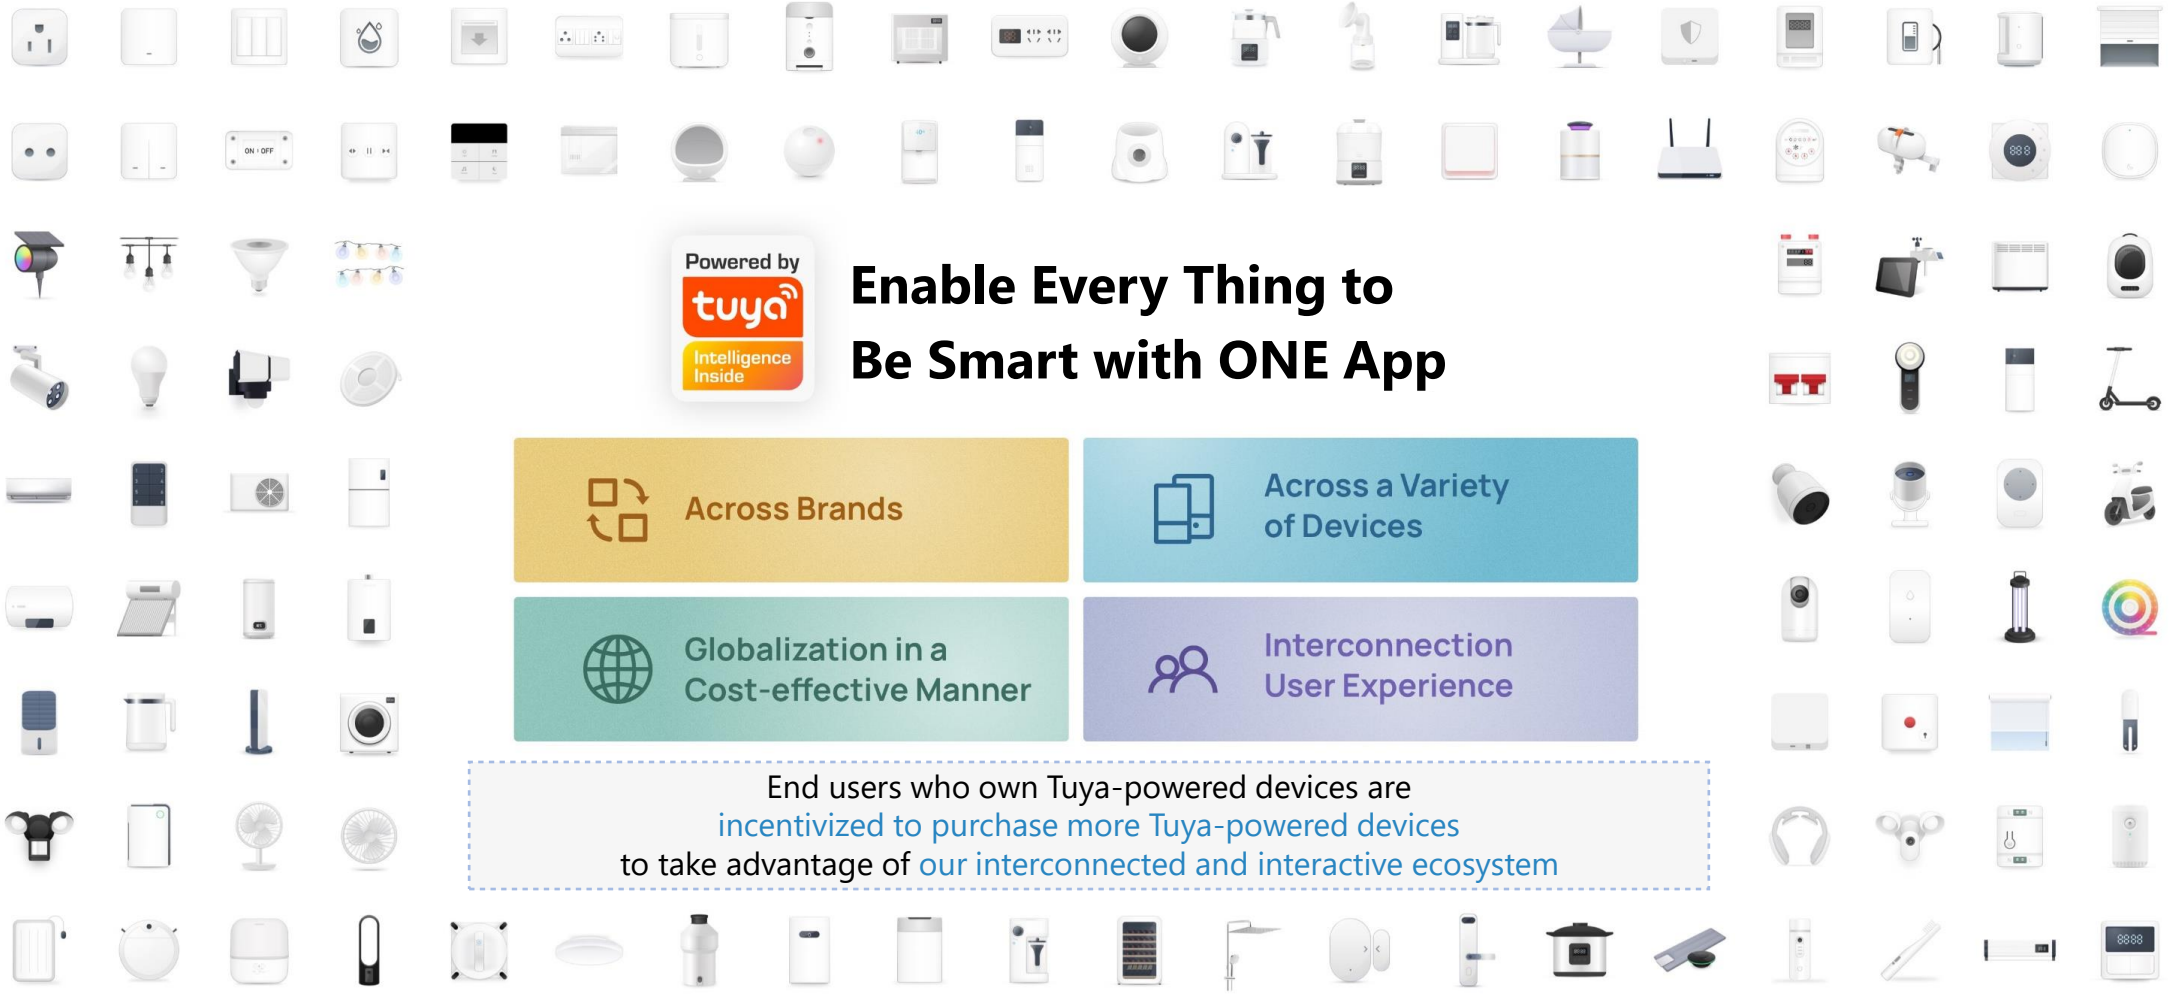 ON | OFF
Powered by
tuya
Intelligence
Inside
Enable Every Thing to
Be Smart with ONE App
Across Brands
Across a Variety
of Devices
Globalization in a
Cost-effective Manner
Interconnection
User Experience
End users who own Tuya-powered devices are
incentivized to purchase more Tuya-powered devices
to take advantage of our interconnected and interactive ecosystem